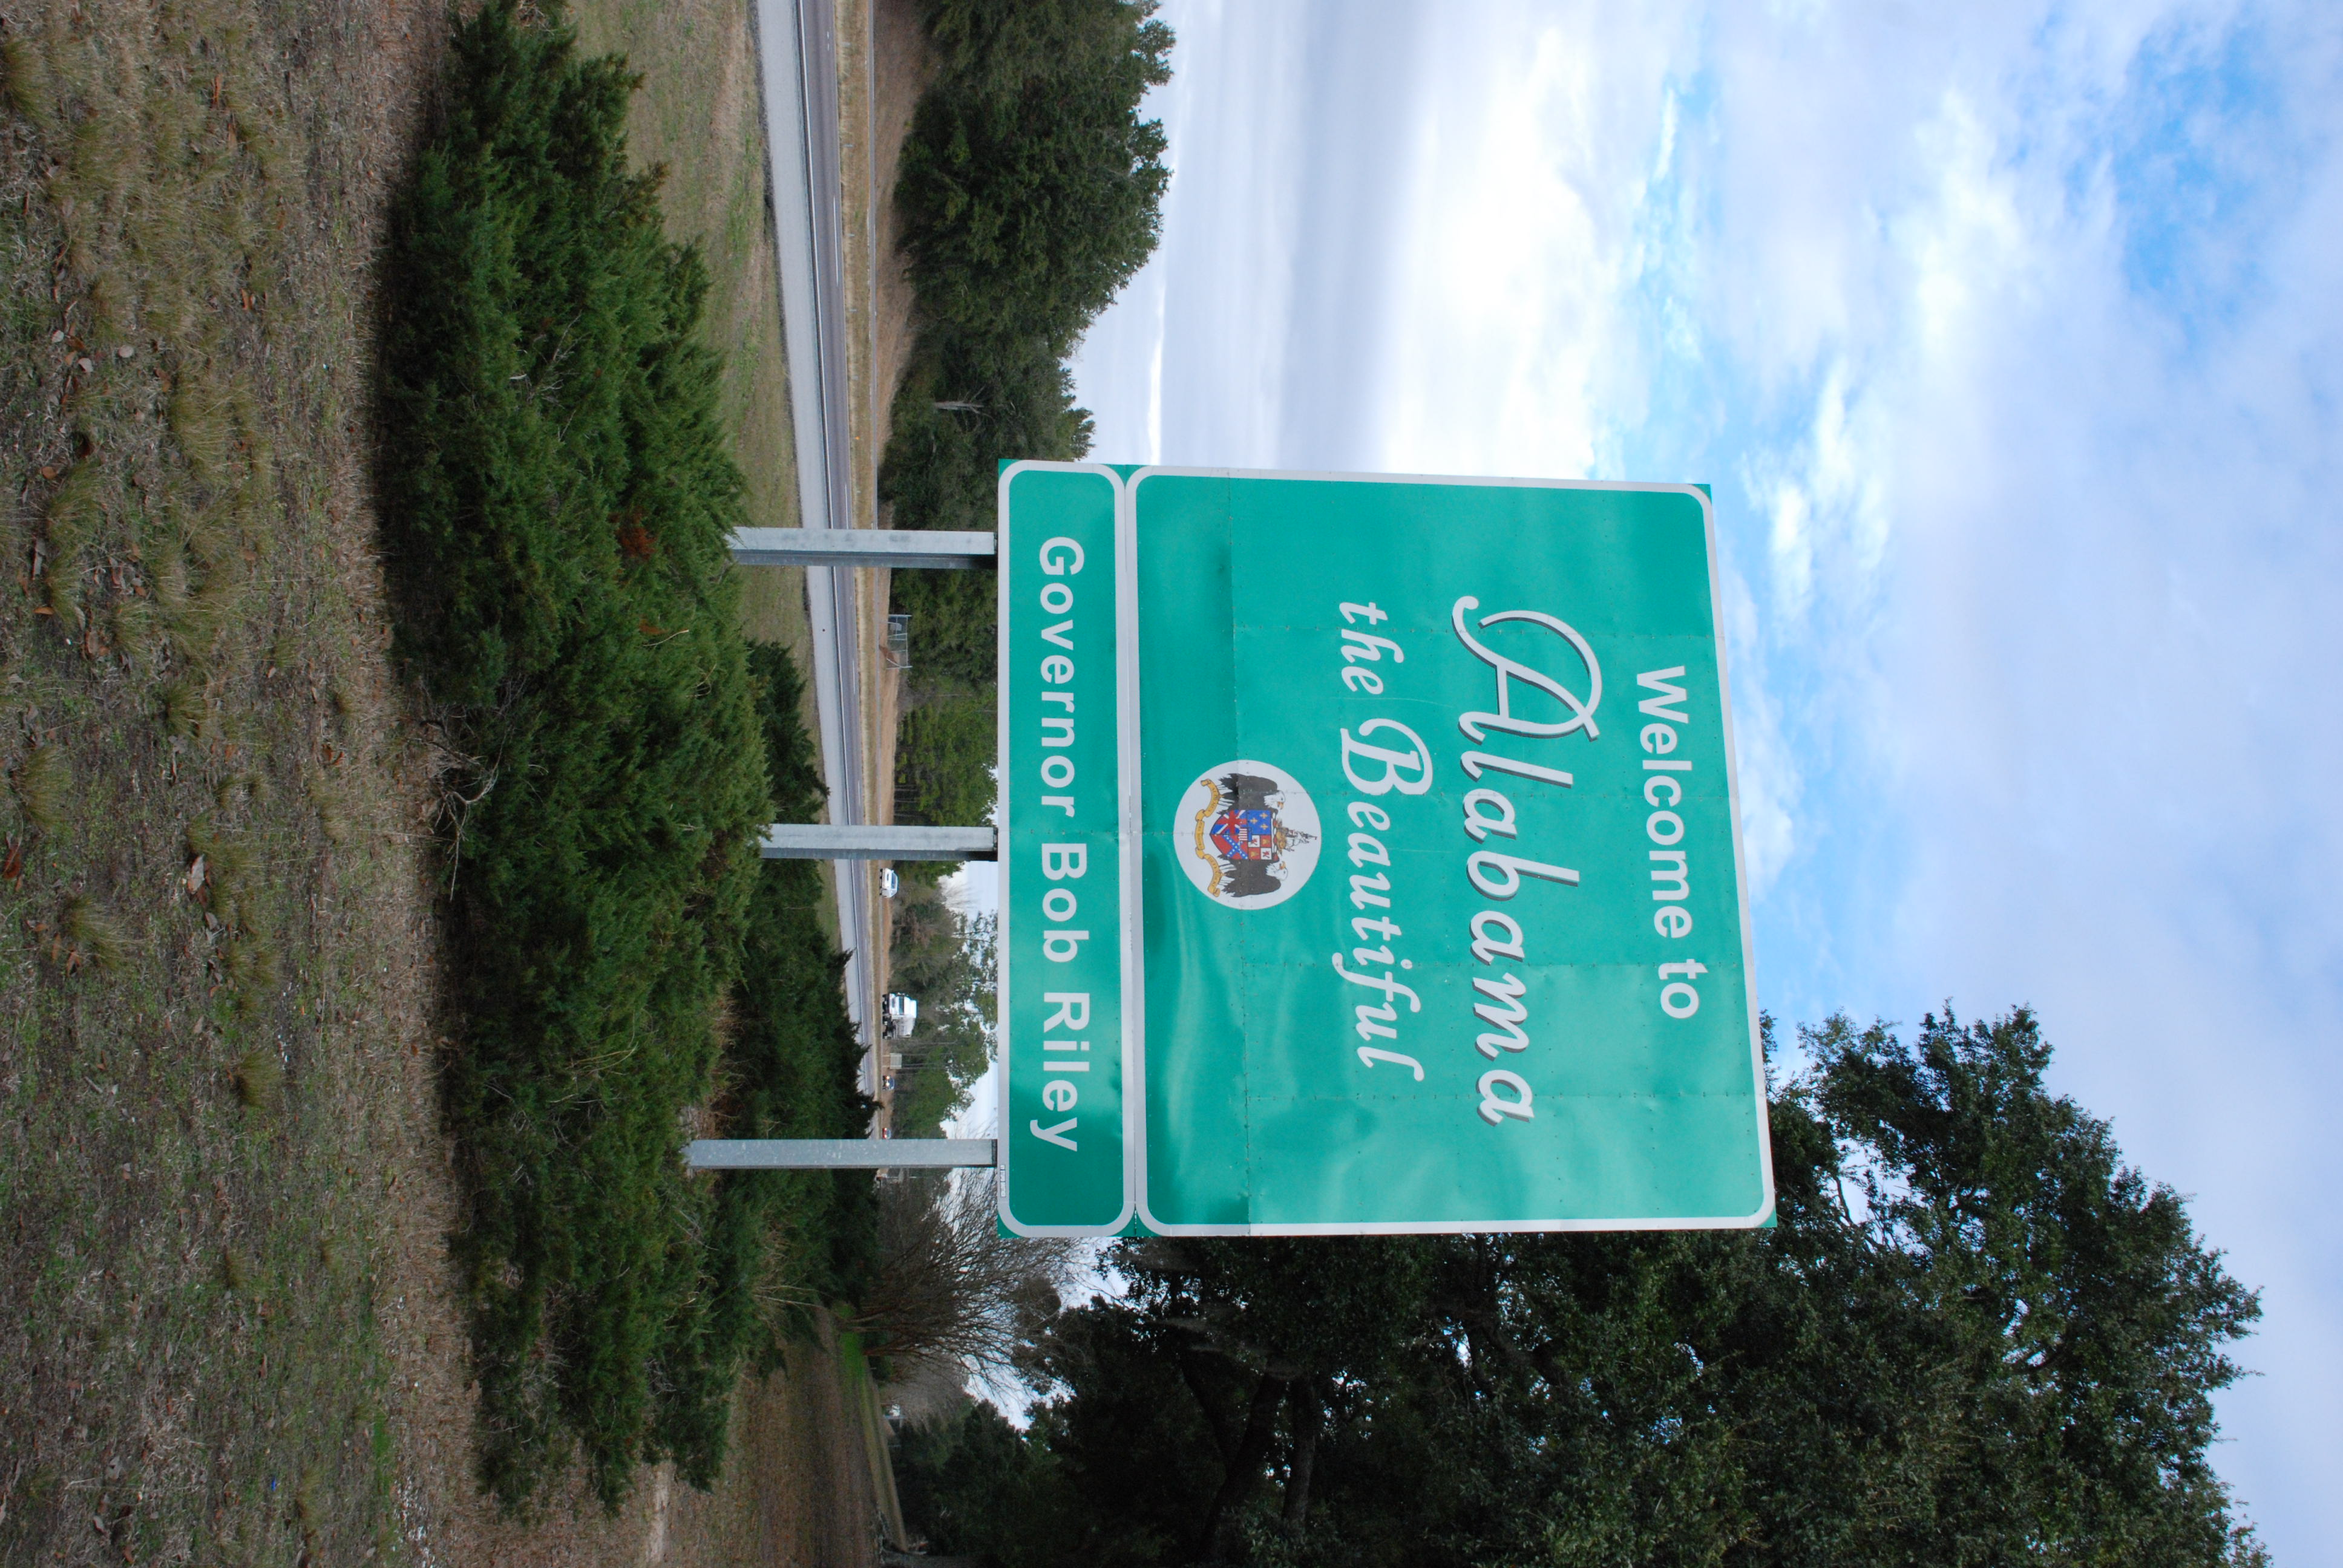 Welcome to
Alabama
the Beautiful
Governor Bob Riley